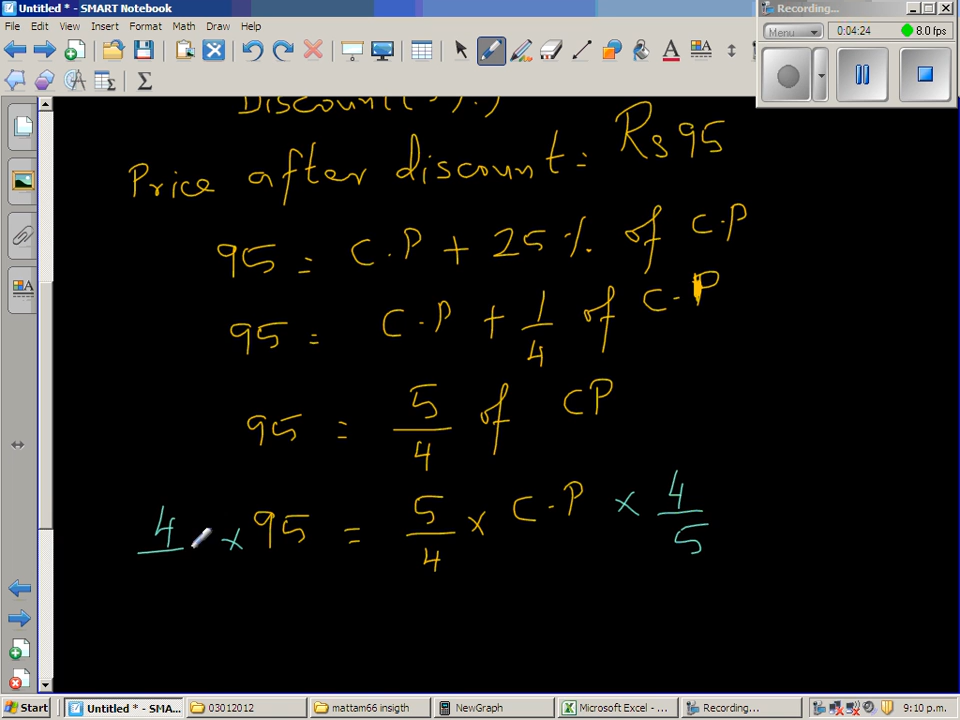 Untitled * - SMART Notebook
Recording...
File Edit View Insert Format Math Draw Help
Menu
0:04:24
8.0 fps
Discount(5%)
Price after discount = Rs 95
95 = C.P + 25 % of C.P
95 = C.P + 1/4 of C.P
95 = 5/4 of CP
4 × 95 = 5/4 × C.P × 4/5
Start
Untitled * - SMA...
03012012
mattam66 insigth
NewGraph
Microsoft Excel - ...
Recording...
9:10 p.m.